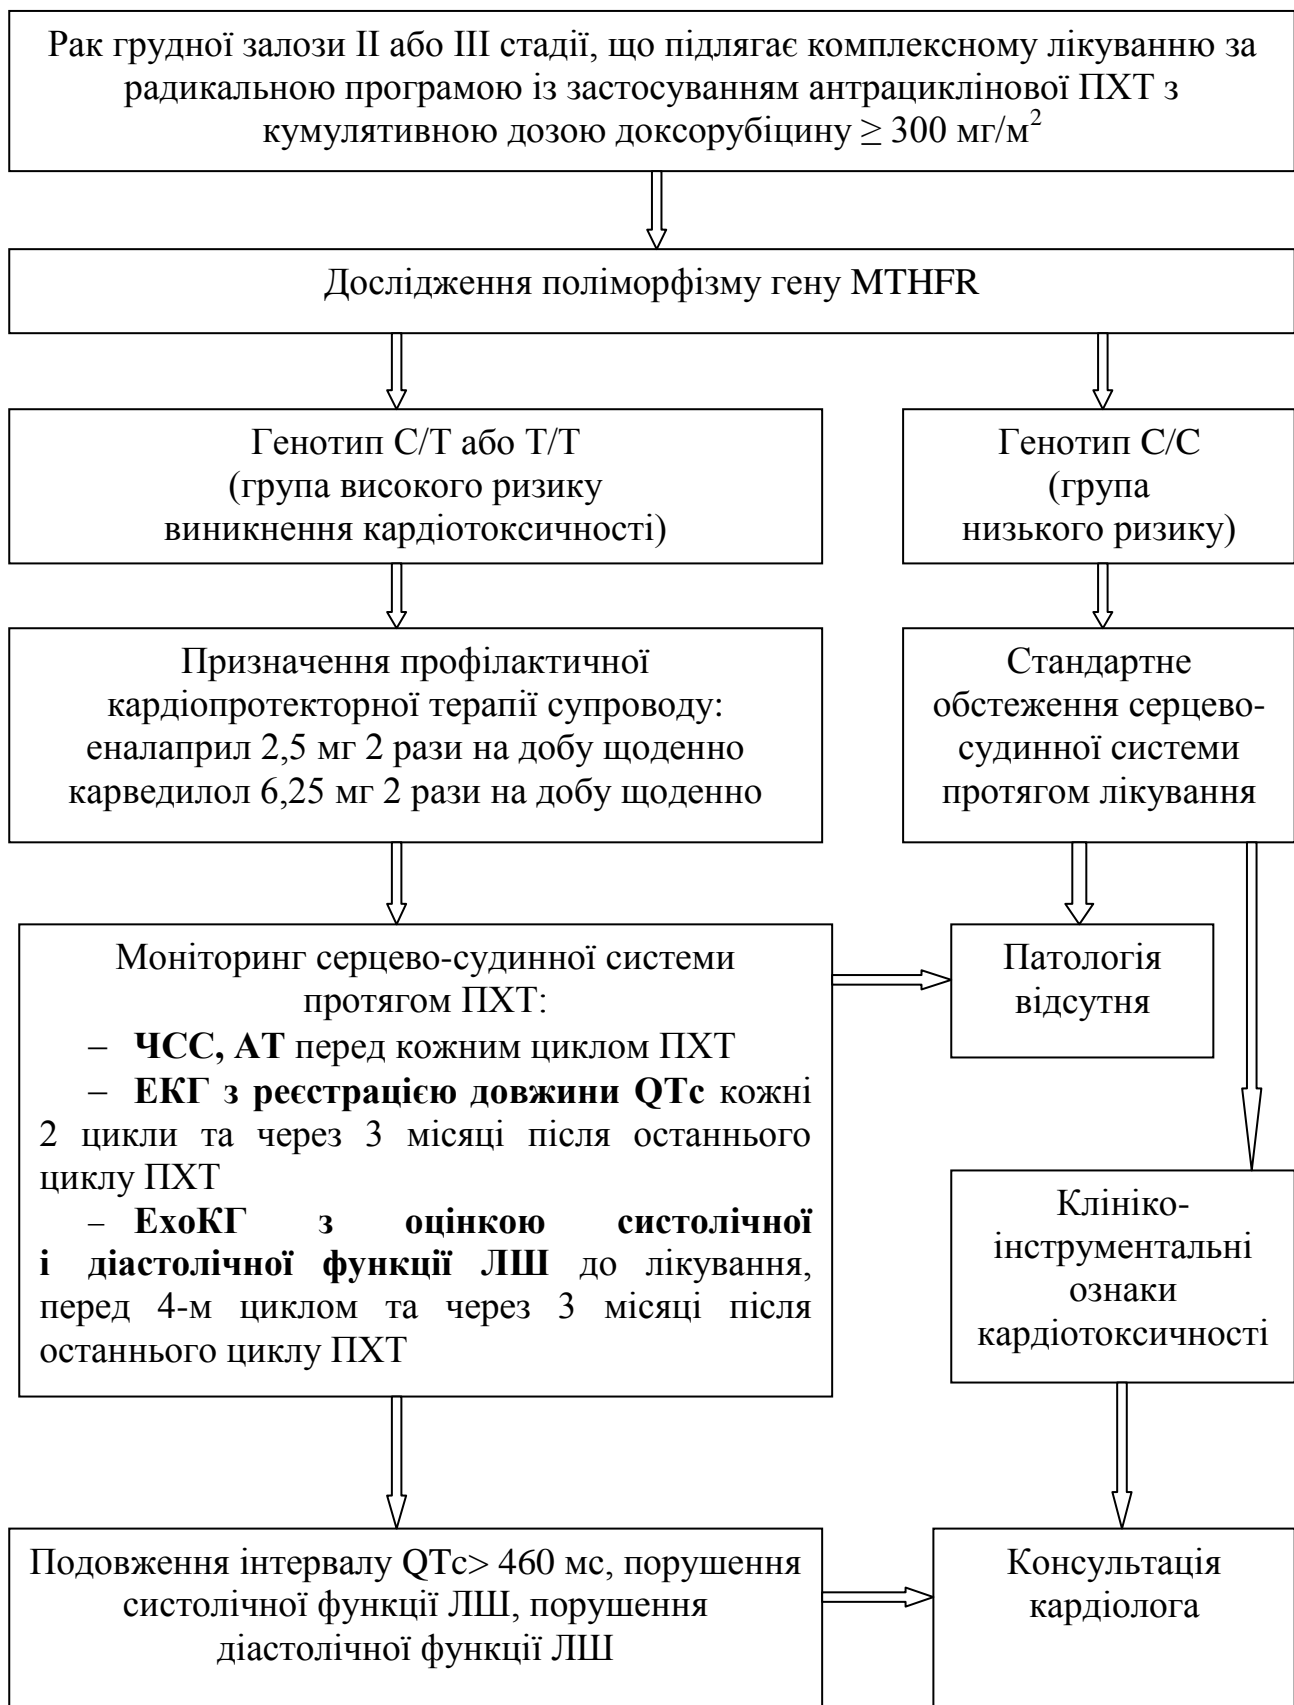 Рак грудної залози ІІ або ІІІ стадії, що підлягає комплексному лікуванню за
радикальною програмою із застосуванням антрациклінової ПХТ з
кумулятивною дозою доксорубіцину ≥ 300 мг/м²
Дослідження поліморфізму гену MTHFR
Генотип С/Т або Т/Т
(група високого ризику
виникнення кардіотоксичності)
Генотип С/С
(група
низького ризику)
Призначення профілактичної
кардіопротекторної терапії супроводу:
еналаприл 2,5 мг 2 рази на добу щоденно
карведилол 6,25 мг 2 рази на добу щоденно
Стандартне
обстеження серцево-
судинної системи
протягом лікування
Моніторинг серцево-судинної системи
протягом ПХТ:
– ЧСС, АТ перед кожним циклом ПХТ
– ЕКГ з реєстрацією довжини QTc кожні
2 цикли та через 3 місяці після останнього
циклу ПХТ
– ЕхоКГ з оцінкою систолічної
і діастолічної функції ЛШ до лікування,
перед 4-м циклом та через 3 місяці після
останнього циклу ПХТ
Патологія
відсутня
Клініко-
інструментальні
ознаки
кардіотоксичності
Подовження інтервалу QTc> 460 мс, порушення
систолічної функції ЛШ, порушення
діастолічної функції ЛШ
Консультація
кардіолога